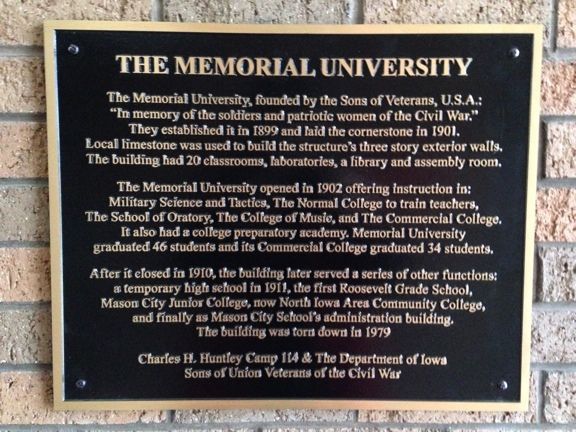 THE MEMORIAL UNIVERSITY
The Memorial University, founded by the Sons of Veterans, U.S.A.:
"In memory of the soldiers and patriotic women of the Civil War."
They established it in 1899 and laid the cornerstone in 1901.
Local limestone was used to build the structure's three story exterior walls.
The building had 20 classrooms, laboratories, a library and assembly room.
The Memorial University opened in 1902 offering instruction in:
Military Science and Tactics, The Normal College to train teachers,
The School of Oratory, The College of Music, and The Commercial College.
It also had a college preparatory academy. Memorial University
graduated 46 students and its Commercial College graduated 34 students.
After it closed in 1910, the building later served a series of other functions:
a temporary high school in 1911, the first Roosevelt Grade School,
Mason City Junior College, now North Iowa Area Community College,
and finally as Mason City School's administration building.
The building was torn down in 1979
Charles H. Huntley Camp 114 & The Department of Iowa
Sons of Union Veterans of the Civil War